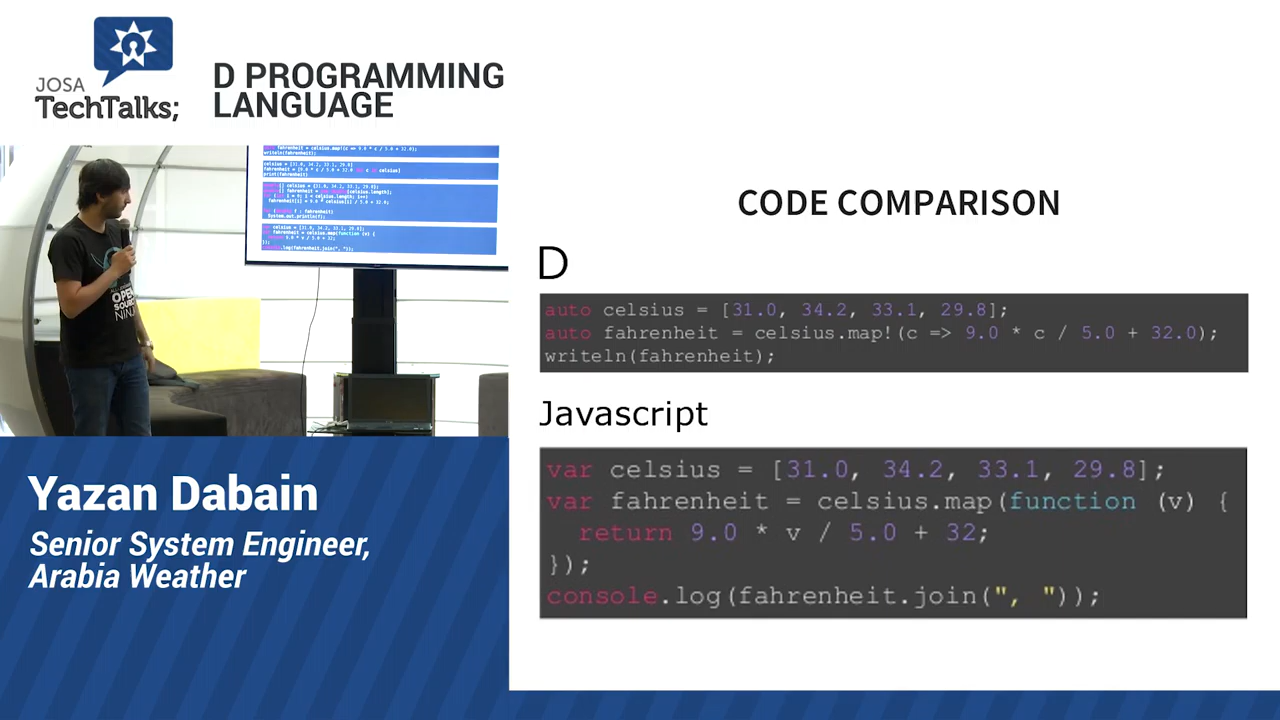 JOSA
TechTalks;
D PROGRAMMING
LANGUAGE
OPEN
SOURCE
NINJA
Yazan Dabain
Senior System Engineer,
Arabia Weather
CODE COMPARISON
D
auto celsius = [31.0, 34.2, 33.1, 29.8];
auto fahrenheit = celsius.map!(c => 9.0 * c / 5.0 + 32.0);
writeln(fahrenheit);
Javascript
var celsius = [31.0, 34.2, 33.1, 29.8];
var fahrenheit = celsius.map(function (v) {
  return 9.0 * v / 5.0 + 32;
});
console.log(fahrenheit.join(", "));